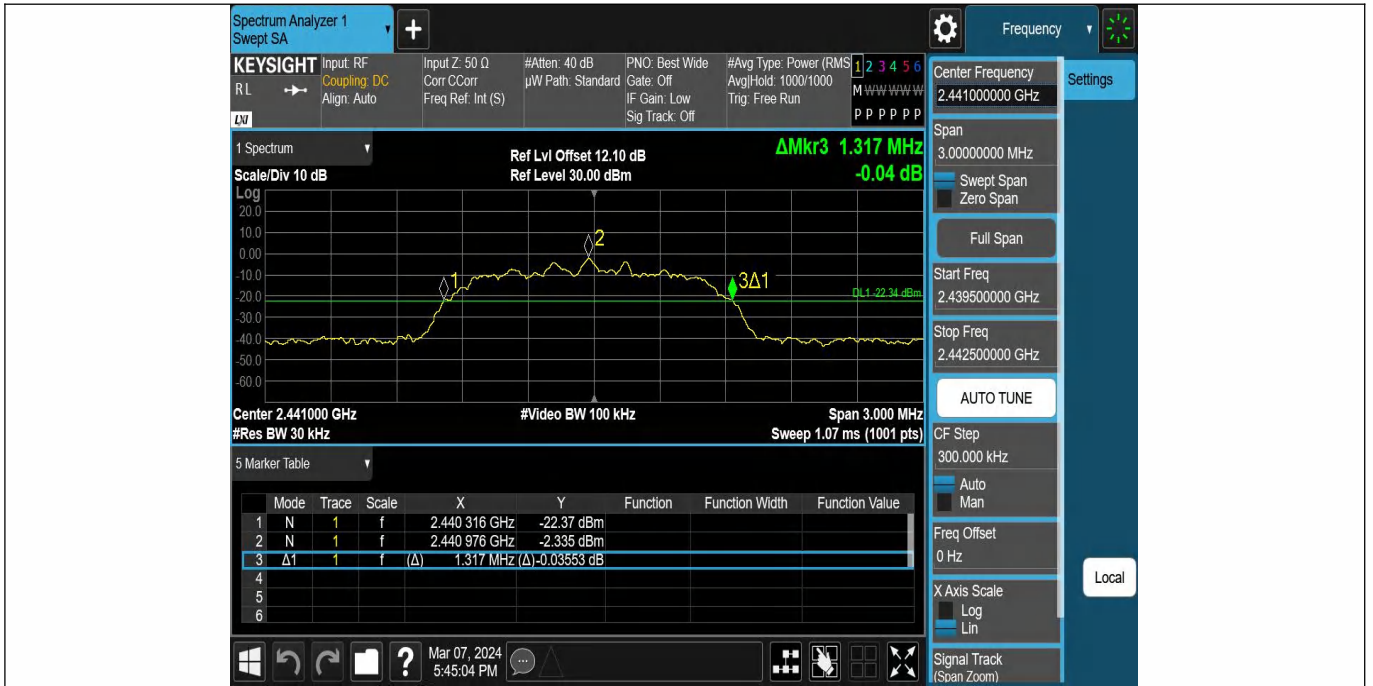 Spectrum Analyzer 1
Swept SA
+
Frequency
KEYSIGHT
RL
LXI
Input: RF
Coupling: DC
Align: Auto
Input Z: 50 Ω
Corr CCorr
Freq Ref: Int (S)
#Atten: 40 dB
µW Path: Standard
PNO: Best Wide
Gate: Off
IF Gain: Low
Sig Track: Off
#Avg Type: Power (RMS
Avg|Hold: 1000/1000
Trig: Free Run
1 2 3 4 5 6
M W W W W W
P P P P P P
1 Spectrum
Scale/Div 10 dB
Ref Lvl Offset 12.10 dB
Ref Level 30.00 dBm
ΔMkr3 1.317 MHz
-0.04 dB
Log
20.0
10.0
0.00
-10.0
-20.0
-30.0
-40.0
-50.0
-60.0
1
2
3Δ1
DL1 -22.34 dBm
Center 2.441000 GHz
#Video BW 100 kHz
Span 3.000 MHz
#Res BW 30 kHz
Sweep 1.07 ms (1001 pts)
5 Marker Table
Mode Trace Scale X Y Function Function Width Function Value
1 N 1 f 2.440 316 GHz -22.37 dBm
2 N 1 f 2.440 976 GHz -2.335 dBm
3 Δ1 1 f (Δ) 1.317 MHz (Δ) -0.03553 dB
4
5
6
?
Mar 07, 2024
5:45:04 PM
Center Frequency
2.441000000 GHz
Settings
Span
3.00000000 MHz
Swept Span
Zero Span
Full Span
Start Freq
2.439500000 GHz
Stop Freq
2.442500000 GHz
AUTO TUNE
CF Step
300.000 kHz
Auto
Man
Freq Offset
0 Hz
X Axis Scale
Log
Lin
Local
Signal Track
(Span Zoom)